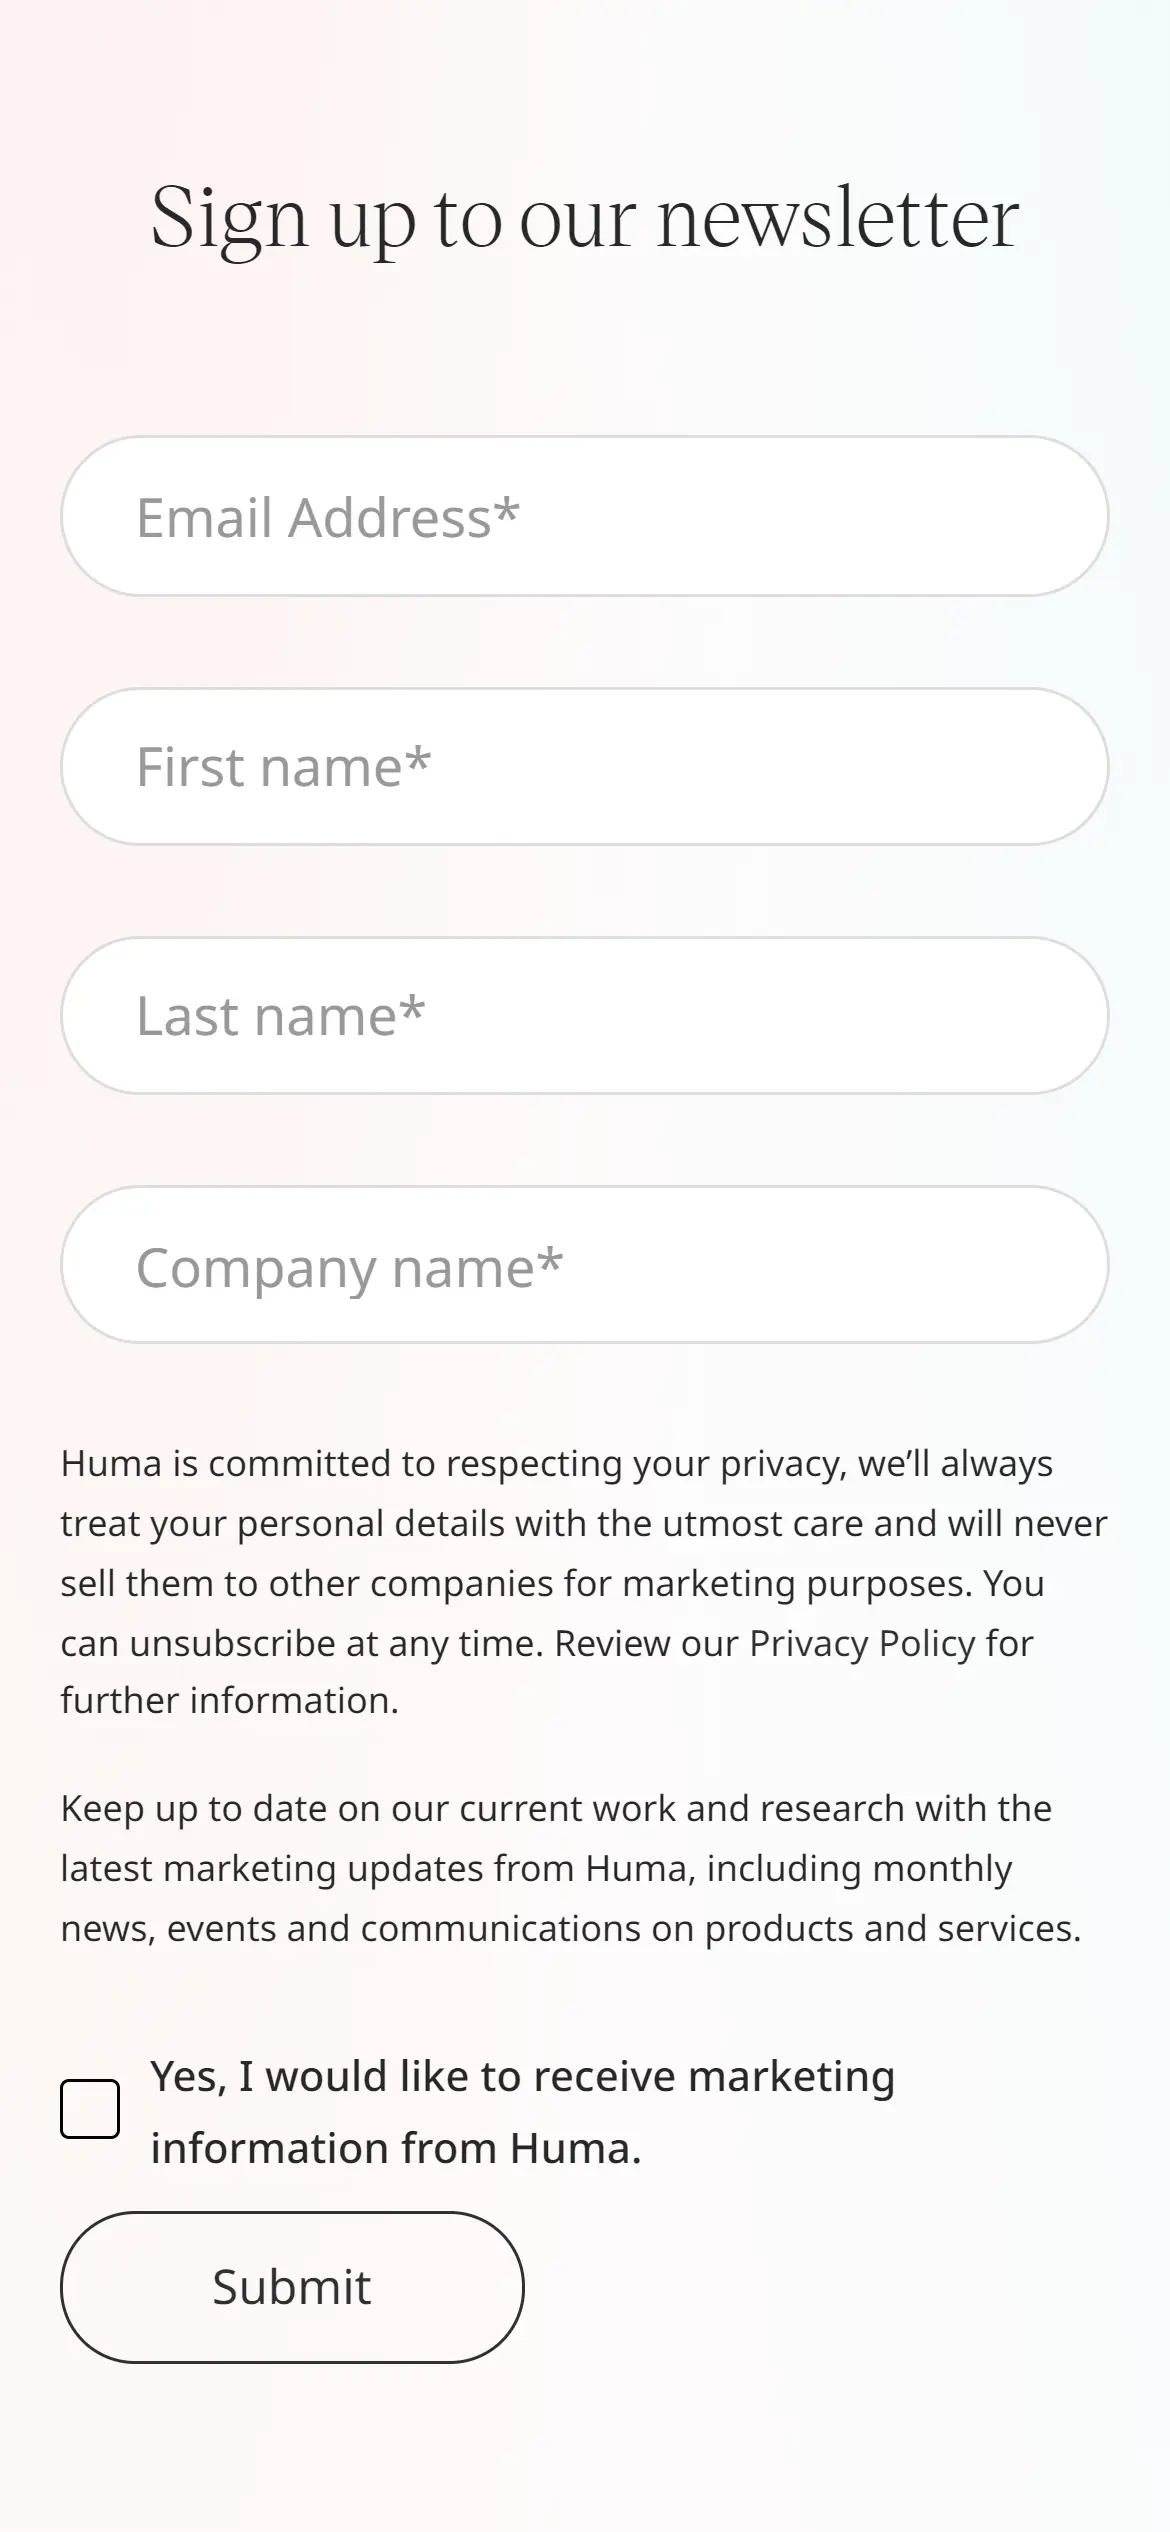 Sign up to our newsletter
Email Address*
First name*
Last name*
Company name*
Huma is committed to respecting your privacy, we’ll always
treat your personal details with the utmost care and will never
sell them to other companies for marketing purposes. You
can unsubscribe at any time. Review our Privacy Policy for
further information.
Keep up to date on our current work and research with the
latest marketing updates from Huma, including monthly
news, events and communications on products and services.
Yes, I would like to receive marketing
information from Huma.
Submit